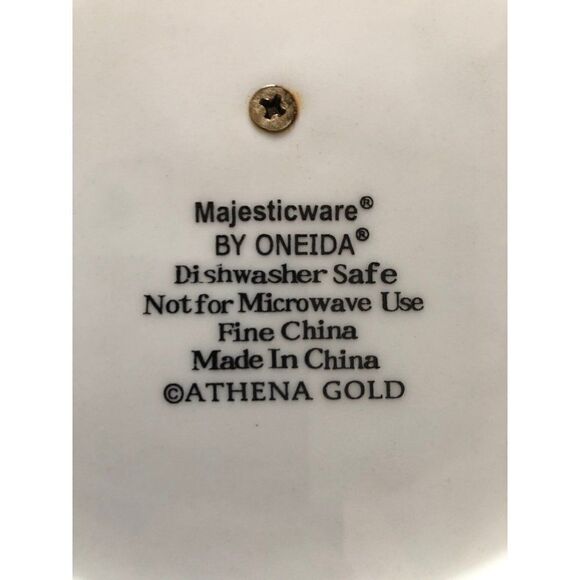 Majesticware®
BY ONEIDA®
Dishwasher Safe
Not for Microwave Use
Fine China
Made In China
©ATHENA GOLD